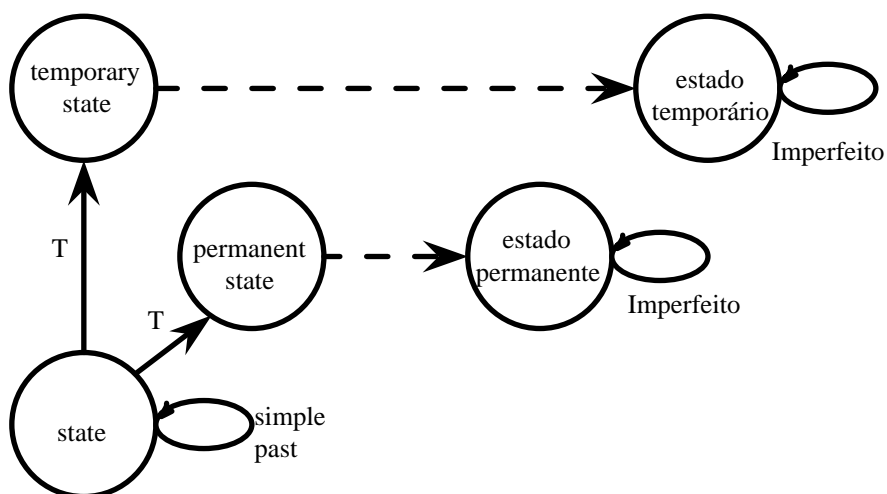 temporary
state
estado
temporário
Imperfeito
T
permanent
state
estado
permanente
Imperfeito
T
state
simple
past